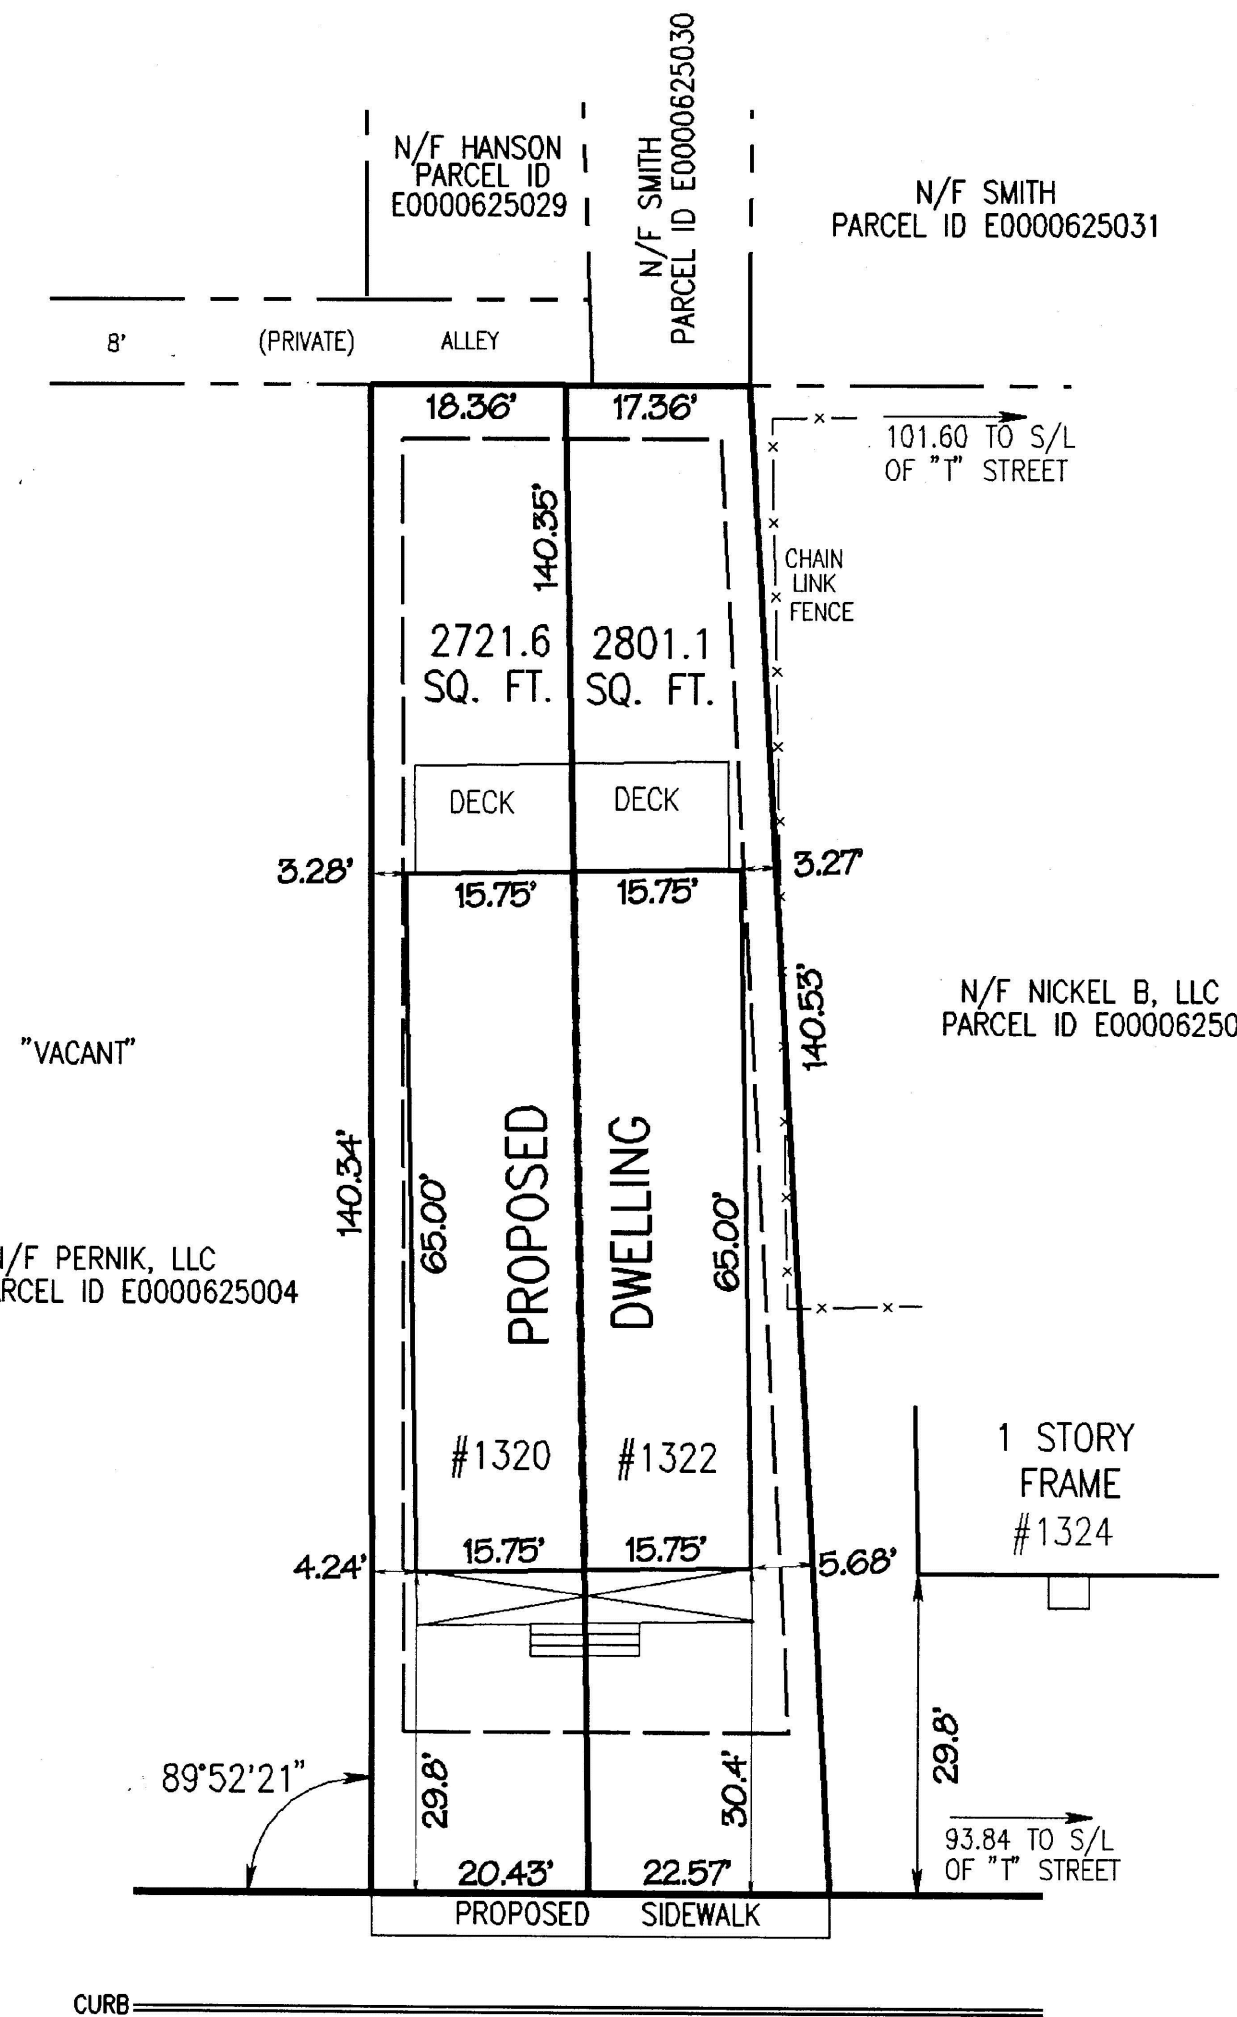 N/F HANSON
PARCEL ID
E0000625029
N/F SMITH
PARCEL ID E0000625030
N/F SMITH
PARCEL ID E0000625031
8' (PRIVATE) ALLEY
18.36' 17.36'
101.60 TO S/L
OF "T" STREET
140.35'
CHAIN
LINK
FENCE
2721.6
SQ. FT.
2801.1
SQ. FT.
DECK DECK
3.28' 3.27'
15.75' 15.75'
140.53'
N/F NICKEL B, LLC
PARCEL ID E00006250
"VACANT"
PROPOSED
DWELLING
140.34'
65.00' 65.00'
/F PERNIK, LLC
RCEL ID E0000625004
#1320 #1322
1 STORY
FRAME
#1324
15.75' 15.75'
4.24' 5.68'
89°52'21"
29.8' 30.4' 29.8'
93.84 TO S/L
OF "T" STREET
20.43' 22.57'
PROPOSED SIDEWALK
CURB